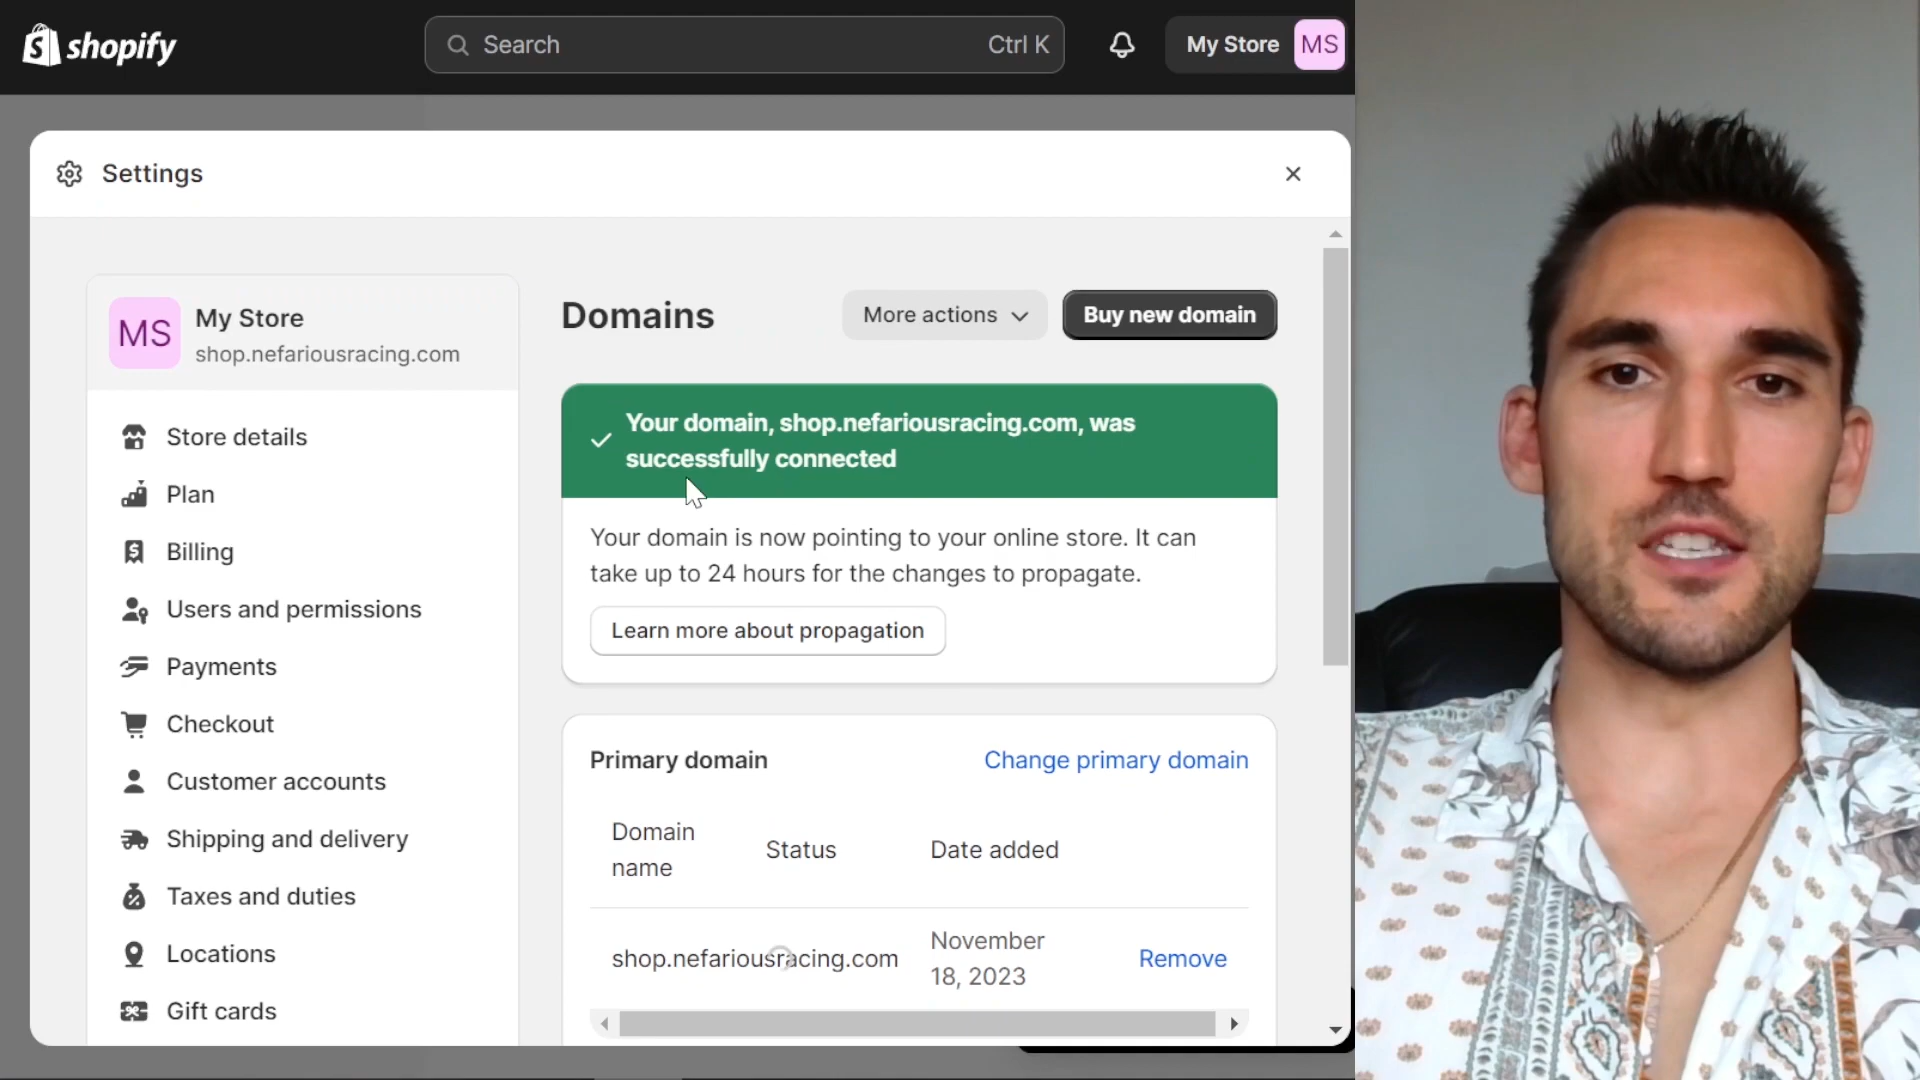 shopify
Search
Ctrl K
My Store
MS
Settings
MS
My Store
shop.nefariousracing.com
Store details
Plan
Billing
Users and permissions
Payments
Checkout
Customer accounts
Shipping and delivery
Taxes and duties
Locations
Gift cards
Domains
More actions
Buy new domain
Your domain, shop.nefariousracing.com, was
successfully connected
Your domain is now pointing to your online store. It can
take up to 24 hours for the changes to propagate.
Learn more about propagation
Primary domain
Change primary domain
Domain
name
Status
Date added
shop.nefariousracing.com
November
18, 2023
Remove